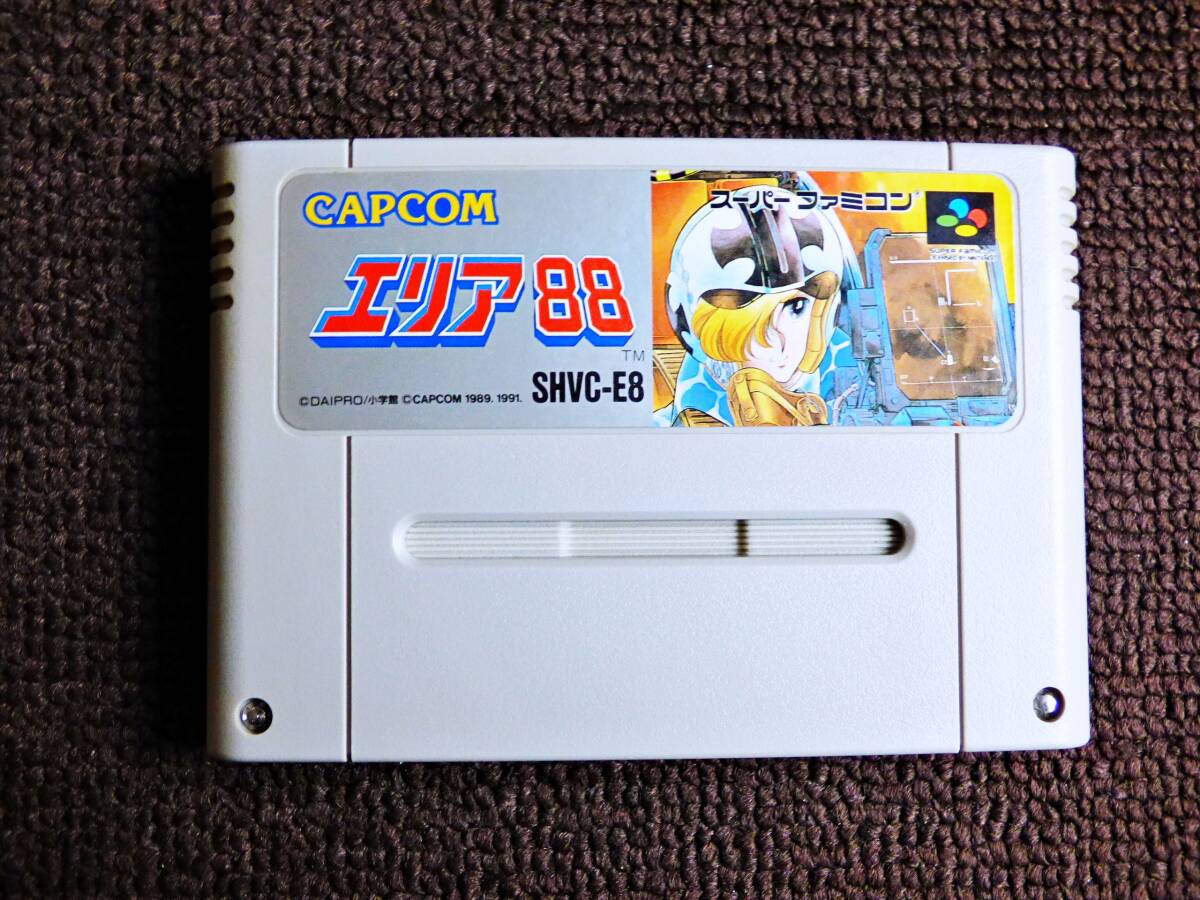 CAPCOM
エリア88
TM
©DAIPRO/小学館 ©CAPCOM 1989. 1991.
SHVC-E8
スーパーファミコン